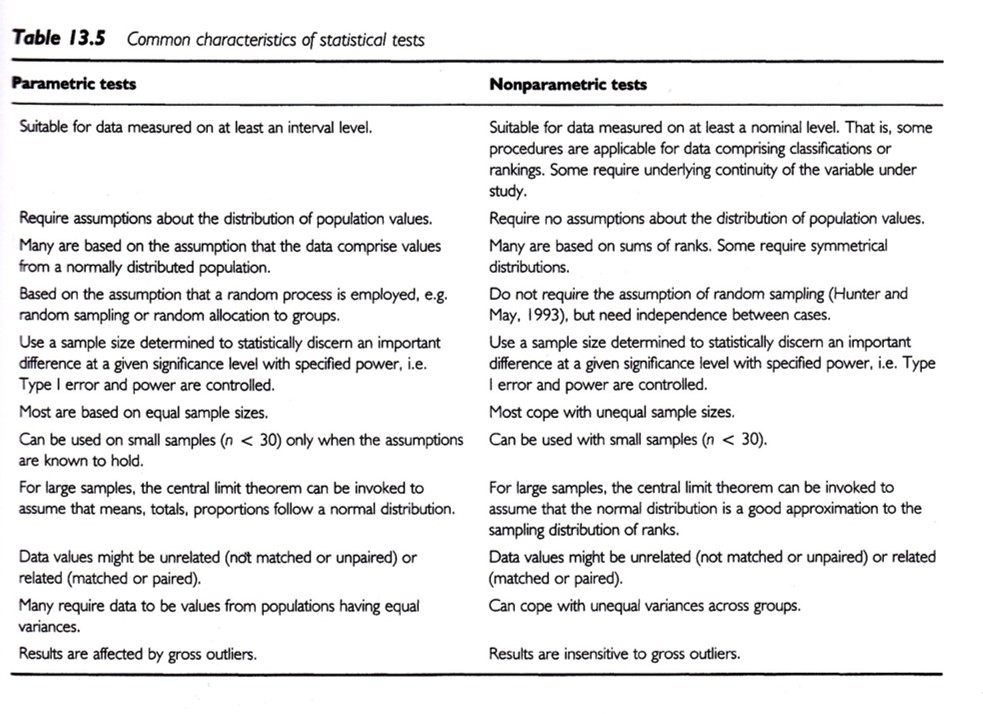 Table 13.5 Common characteristics of statistical tests
Parametric tests
Nonparametric tests
Suitable for data measured on at least an interval level.
Suitable for data measured on at least a nominal level. That is, some
procedures are applicable for data comprising classifications or
rankings. Some require underlying continuity of the variable under
study.
Require assumptions about the distribution of population values.
Require no assumptions about the distribution of population values.
Many are based on the assumption that the data comprise values
from a normally distributed population.
Many are based on sums of ranks. Some require symmetrical
distributions.
Based on the assumption that a random process is employed, e.g.
random sampling or random allocation to groups.
Do not require the assumption of random sampling (Hunter and
May, 1993), but need independence between cases.
Use a sample size determined to statistically discern an important
difference at a given significance level with specified power, i.e.
Type I error and power are controlled.
Use a sample size determined to statistically discern an important
difference at a given significance level with specified power, i.e. Type
I error and power are controlled.
Most are based on equal sample sizes.
Most cope with unequal sample sizes.
Can be used on small samples (n < 30) only when the assumptions
are known to hold.
Can be used with small samples (n < 30).
For large samples, the central limit theorem can be invoked to
assume that means, totals, proportions follow a normal distribution.
For large samples, the central limit theorem can be invoked to
assume that the normal distribution is a good approximation to the
sampling distribution of ranks.
Data values might be unrelated (not matched or unpaired) or
related (matched or paired).
Data values might be unrelated (not matched or unpaired) or related
(matched or paired).
Many require data to be values from populations having equal
variances.
Can cope with unequal variances across groups.
Results are affected by gross outliers.
Results are insensitive to gross outliers.